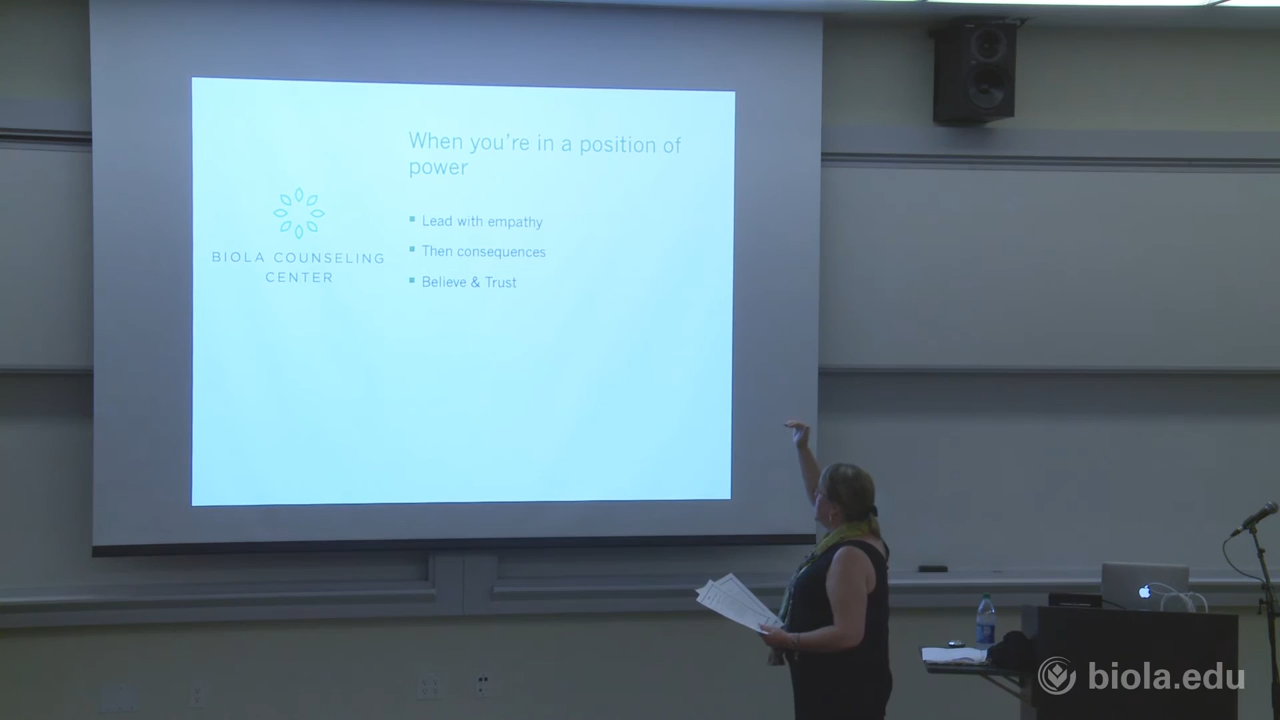 When you're in a position of
power
BIOLA COUNSELING
CENTER
▪ Lead with empathy
▪ Then consequences
▪ Believe & Trust
biola.edu